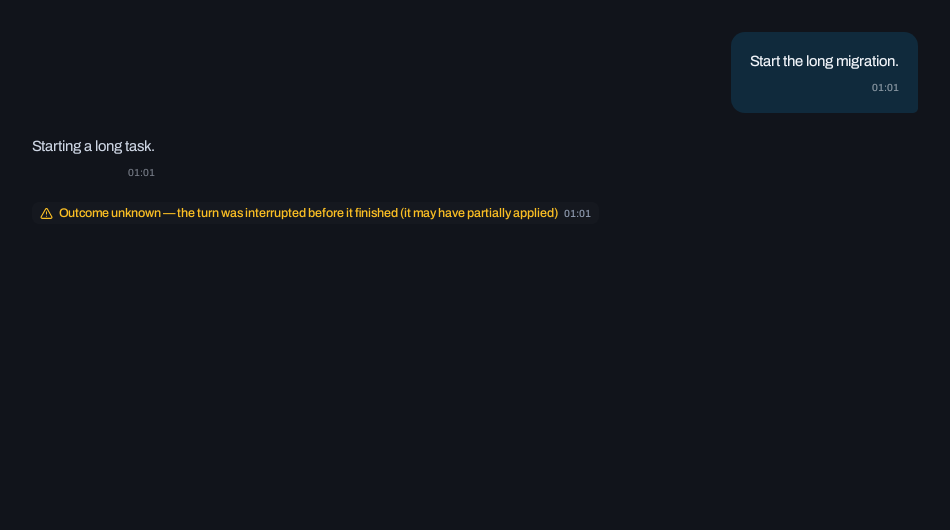 Start the long migration.
01:01
Starting a long task.
01:01
Outcome unknown — the turn was interrupted before it finished (it may have partially applied) 01:01